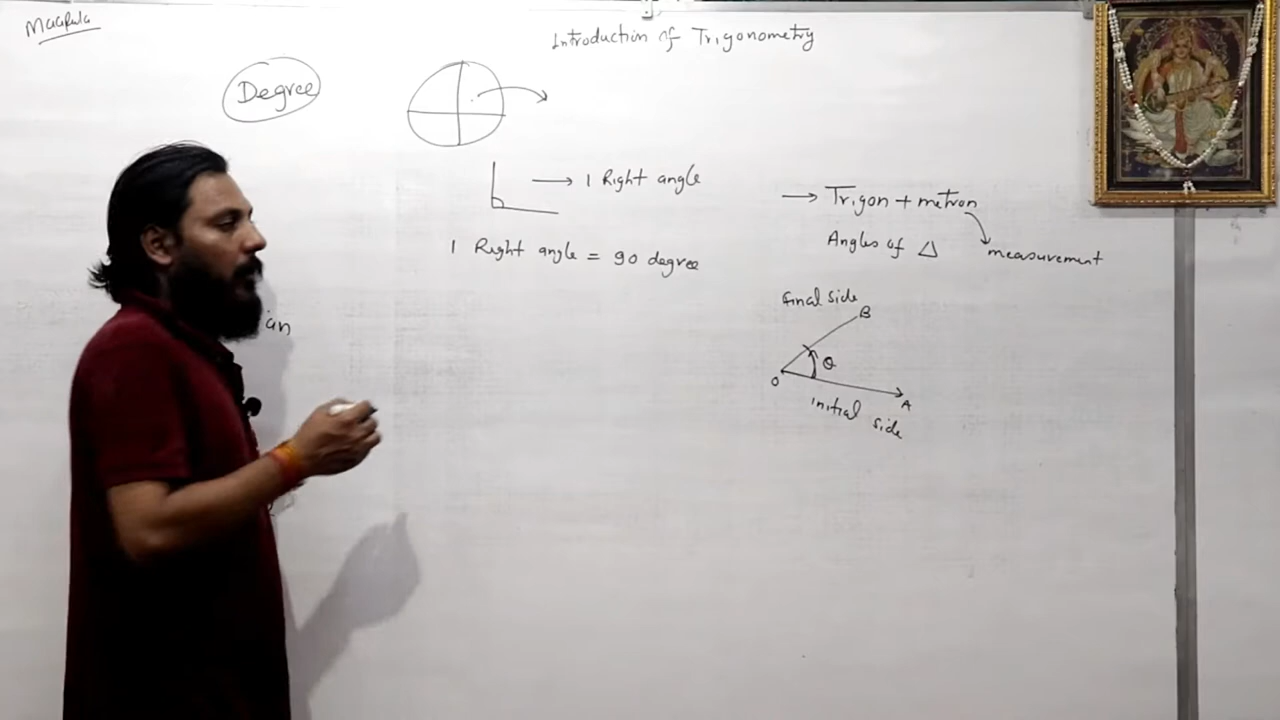 Introduction of Trigonometry
Degree
→ 1 Right angle
1 Right angle = 90 degree
an
→ Trigon + metron
Angles of △
measurement
final side
B
θ
O
A
initial side